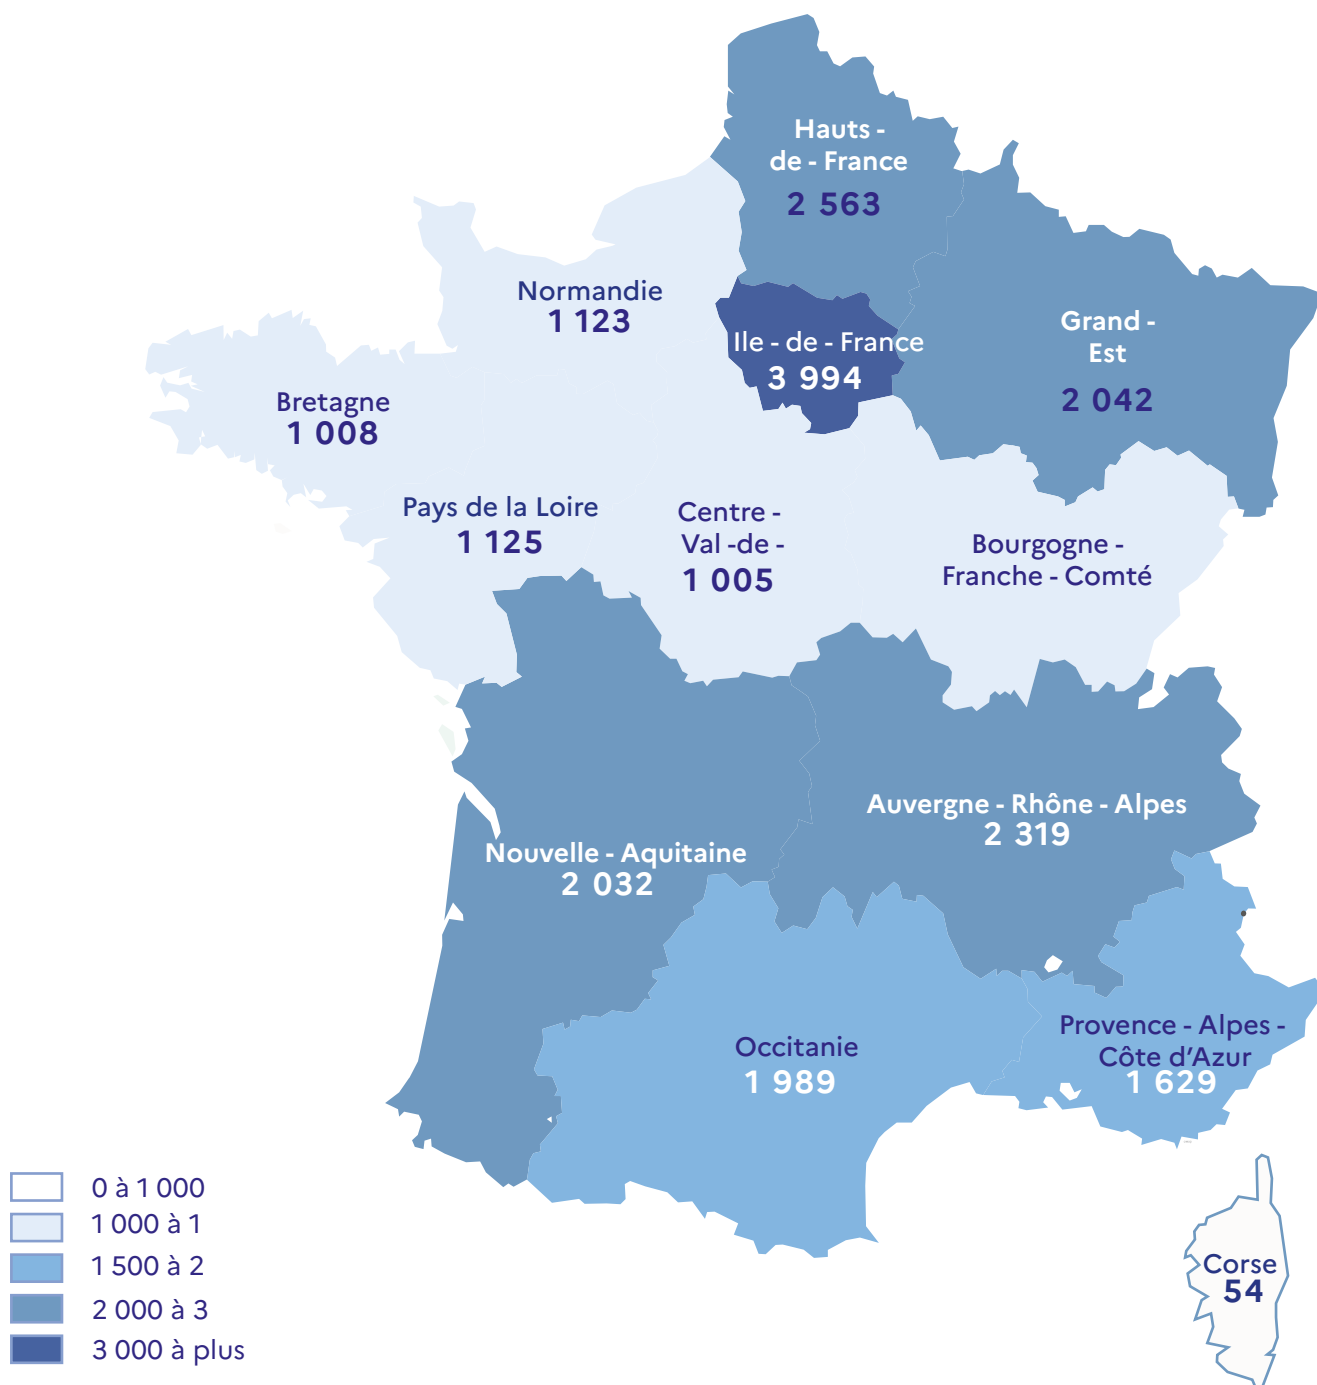 Hauts -
de - France
2 563
Normandie
1 123
Ile - de - France
3 994
Grand -
Est
2 042
Bretagne
1 008
Pays de la Loire
1 125
Centre -
Val -de -
1 005
Bourgogne -
Franche - Comté
Auvergne - Rhône - Alpes
2 319
Nouvelle - Aquitaine
2 032
Occitanie
1 989
Provence - Alpes -
Côte d’Azur
1 629
Corse
54
0 à 1 000
1 000 à 1
1 500 à 2
2 000 à 3
3 000 à plus